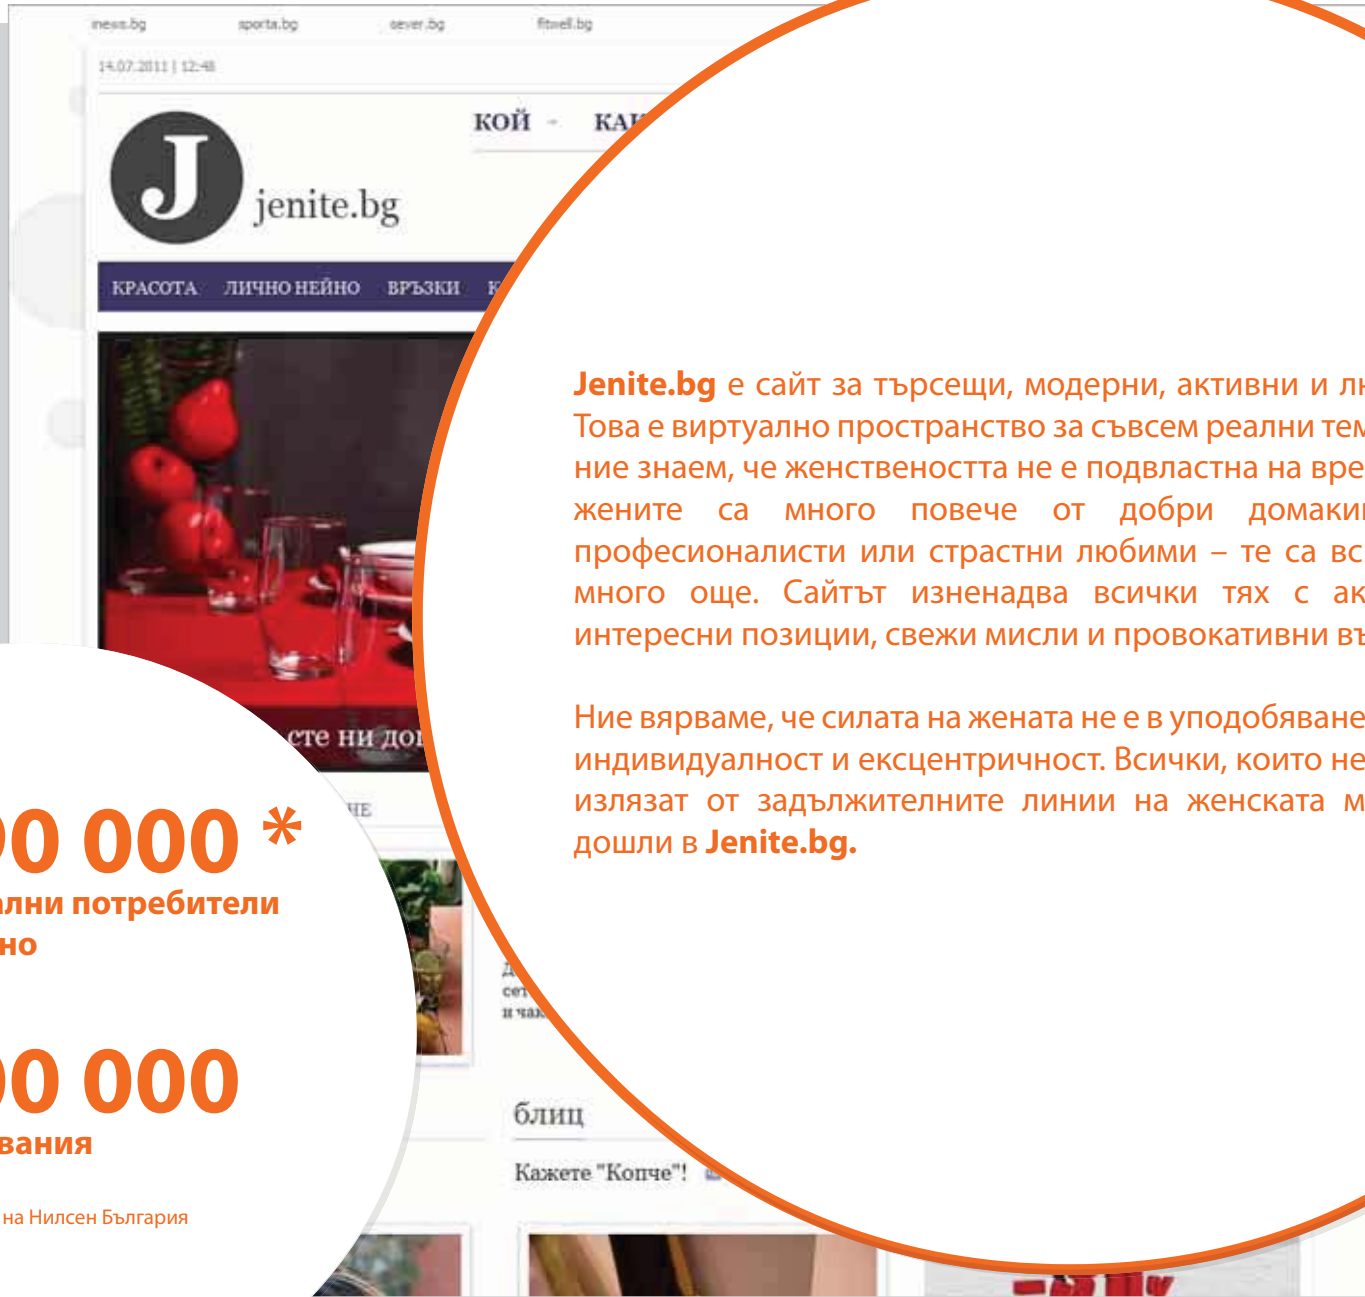 inews.bg sporta.bg sever.bg fitwell.bg
14.07.2011 | 12:48
КОЙ
J jenite.bg
КРАСОТА ЛИЧНО НЕЙНО ВРЪЗКИ
сте ни
Jenite.bg е сайт за търсещи, модерни, активни и
Това е виртуално пространство за съвсем реални
ние знаем, че женствеността не е подвластна на
жените са много повече от добри
професионалисти или страстни любими – те са
много още. Сайтът изненадва всички тях с
интересни позиции, свежи мисли и провокативни
Ние вярваме, че силата на жената не е в
индивидуалност и ексцентричност. Всички, които не
излязат от задължителните линии на женската
дошли в Jenite.bg.
000 *
потребители
000
на Нилсен България
блиц
Кажете "Копче"!